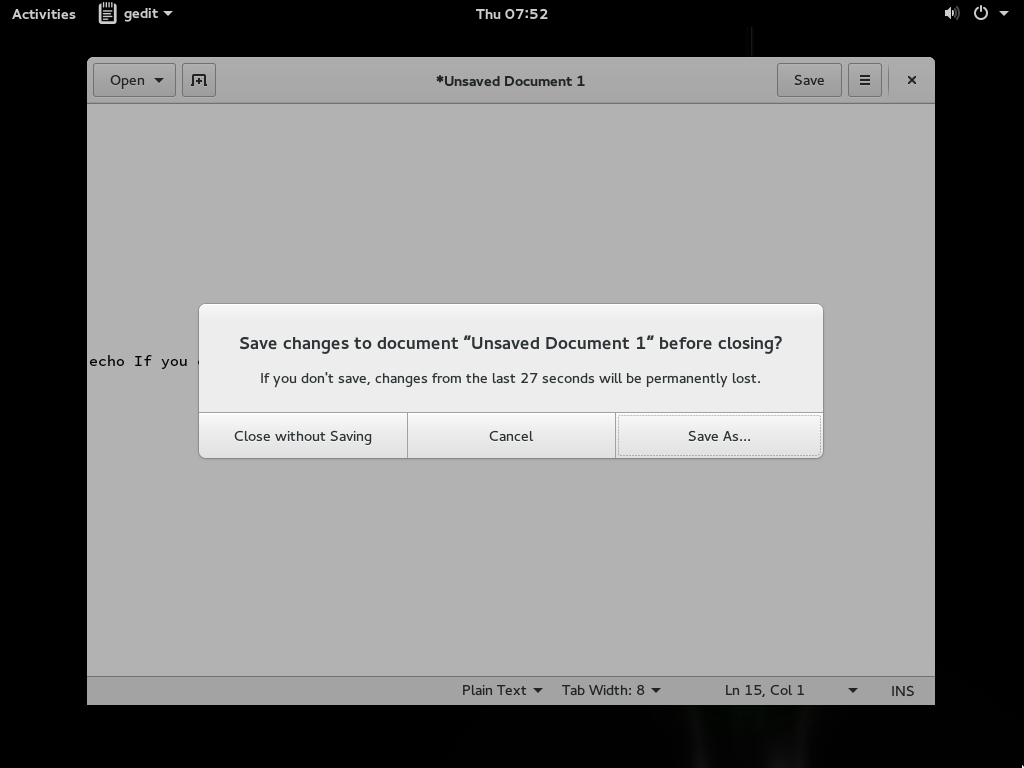 Activities gedit Thu 07:52
Open *Unsaved Document 1 Save
echo If you
Save changes to document “Unsaved Document 1” before closing?
If you don't save, changes from the last 27 seconds will be permanently lost.
Close without Saving Cancel Save As...
Plain Text Tab Width: 8 Ln 15, Col 1 INS